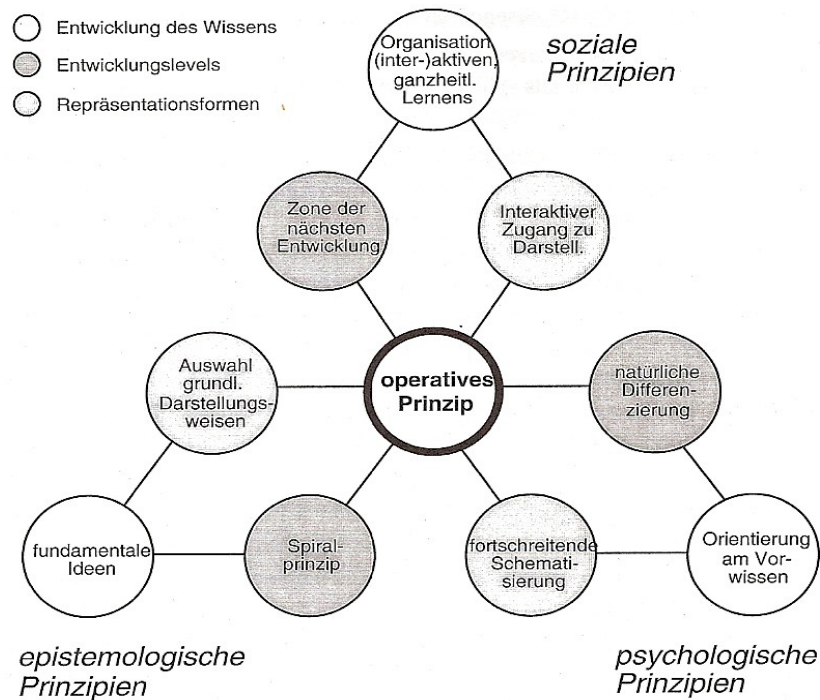 Entwicklung des Wissens
Entwicklungslevels
Repräsentationsformen
soziale
Prinzipien
Organisation
(inter-)aktiven,
ganzheitl.
Lernens
Zone der
nächsten
Entwicklung
Interaktiver
Zugang zu
Darstell.
Auswahl
grundl.
Darstellungs-
weisen
operatives
Prinzip
natürliche
Differen-
zierung
fundamentale
Ideen
Spiral-
prinzip
fortschreitende
Schemati-
sierung
Orientierung
am Vor-
wissen
epistemologische
Prinzipien
psychologische
Prinzipien